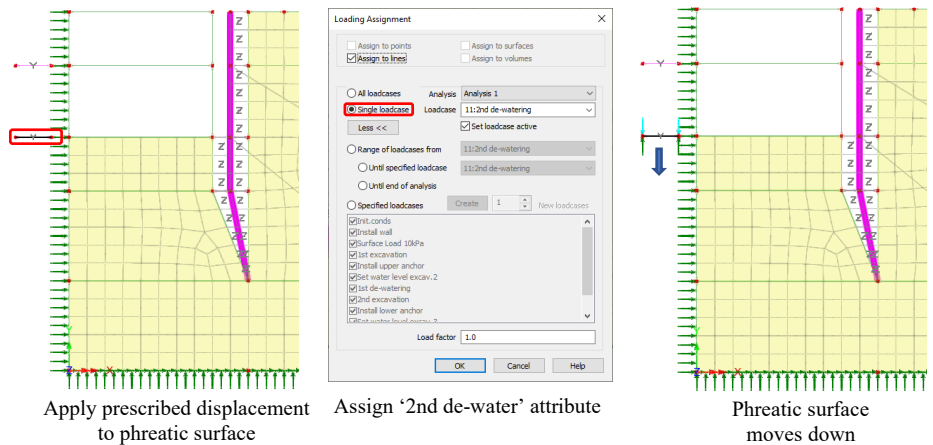 Loading Assignment
Assign to points
Assign to surfaces
Assign to lines
Assign to volumes
All loadcases
Analysis
Analysis 1
Single loadcase
Loadcase
11:2nd de-watering
Less <<
Set loadcase active
Range of loadcases from
11:2nd de-watering
Until specified loadcase
11:2nd de-watering
Until end of analysis
Specified loadcases
Create
1
New loadcases
Init.conds
Install wall
Surface Load 10kPa
1st excavation
Install upper anchor
Set water level excav.2
1st de-watering
2nd excavation
Install lower anchor
Set water level excav.3
Load factor
1.0
OK
Cancel
Help
Y
Y
Z
Z
Z
Z
Z
Z
Z
Z
X
Y
Z
Apply prescribed displacement
to phreatic surface
Assign ‘2nd de-water’ attribute
Phreatic surface
moves down